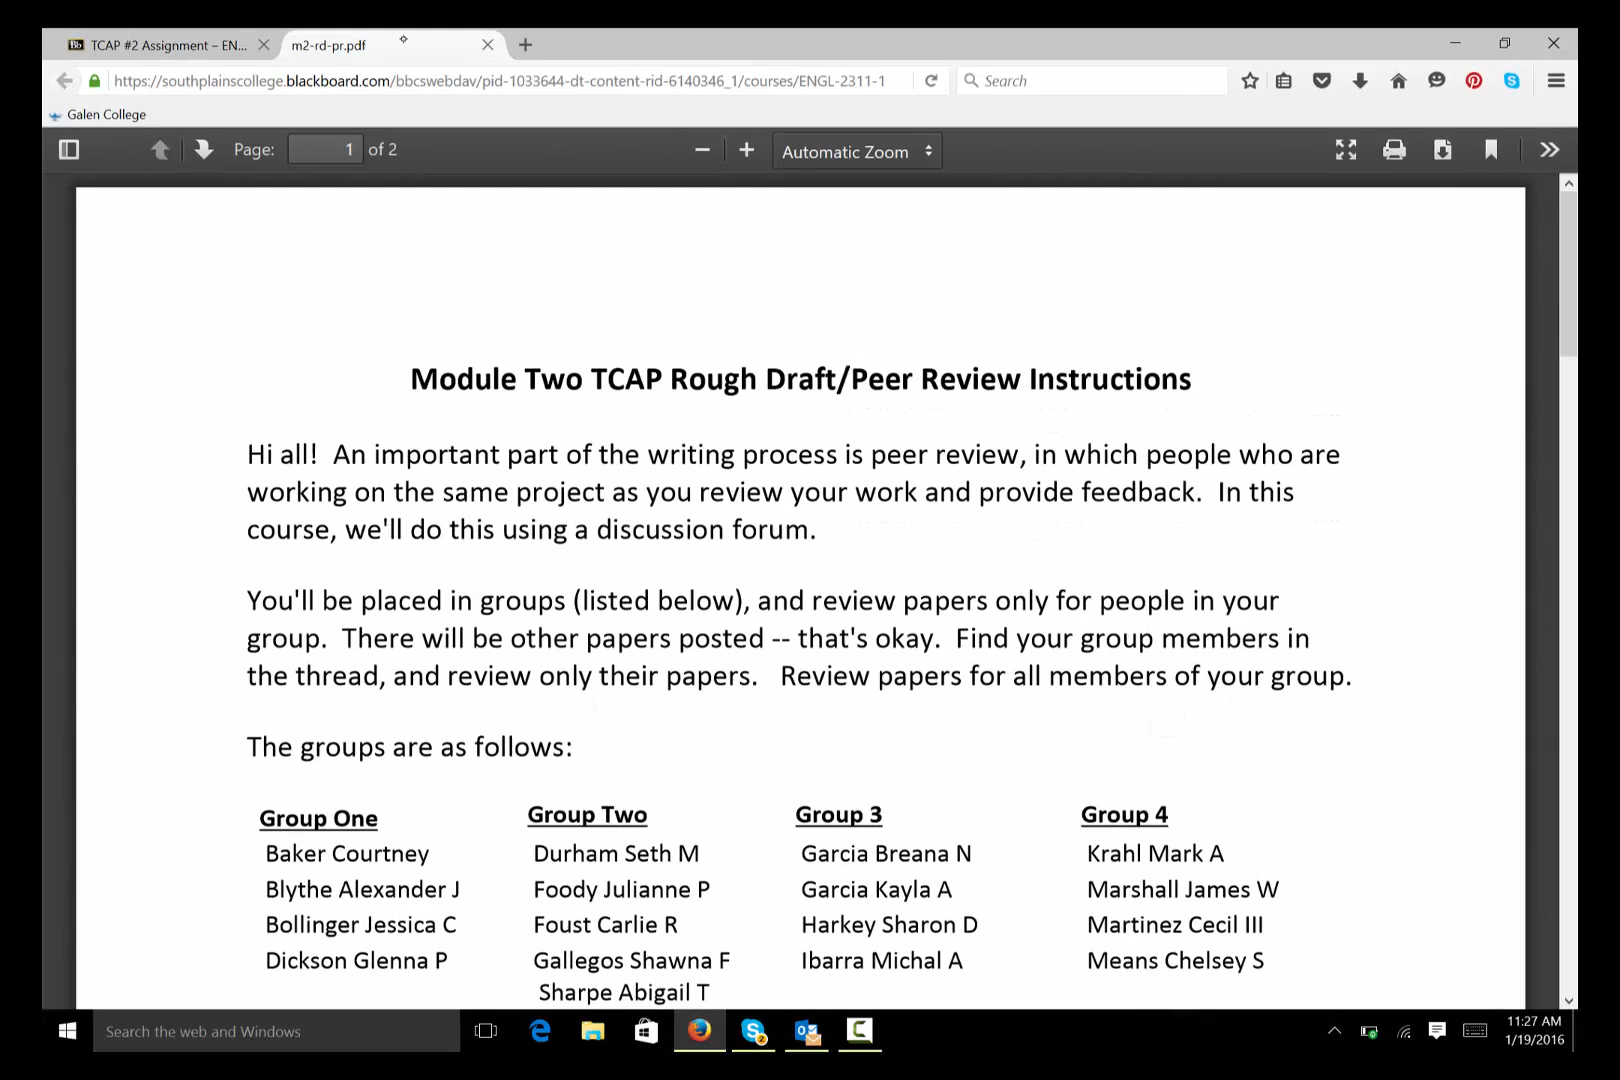 TCAP #2 Assignment – EN...
m2-rd-pr.pdf
https://southplainscollege.blackboard.com/bbcswebdav/pid-1033644-dt-content-rid-6140346_1/courses/ENGL-2311-1
Search
Galen College
Page: 1 of 2
Automatic Zoom
Module Two TCAP Rough Draft/Peer Review Instructions
Hi all!  An important part of the writing process is peer review, in which people who are
working on the same project as you review your work and provide feedback.  In this
course, we'll do this using a discussion forum.
You'll be placed in groups (listed below), and review papers only for people in your
group.  There will be other papers posted -- that's okay.  Find your group members in
the thread, and review only their papers.   Review papers for all members of your group.
The groups are as follows:
Group One
Baker Courtney
Blythe Alexander J
Bollinger Jessica C
Dickson Glenna P
Group Two
Durham Seth M
Foody Julianne P
Foust Carlie R
Gallegos Shawna F
Sharpe Abigail T
Group 3
Garcia Breana N
Garcia Kayla A
Harkey Sharon D
Ibarra Michal A
Group 4
Krahl Mark A
Marshall James W
Martinez Cecil III
Means Chelsey S
Search the web and Windows
11:27 AM
1/19/2016